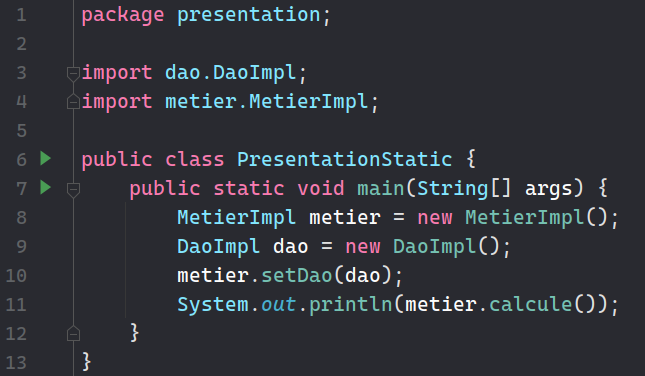 1 package presentation;
2
3 import dao.DaoImpl;
4 import metier.MetierImpl;
5
6 public class PresentationStatic {
7     public static void main(String[] args) {
8         MetierImpl metier = new MetierImpl();
9         DaoImpl dao = new DaoImpl();
10         metier.setDao(dao);
11         System.out.println(metier.calcule());
12     }
13 }